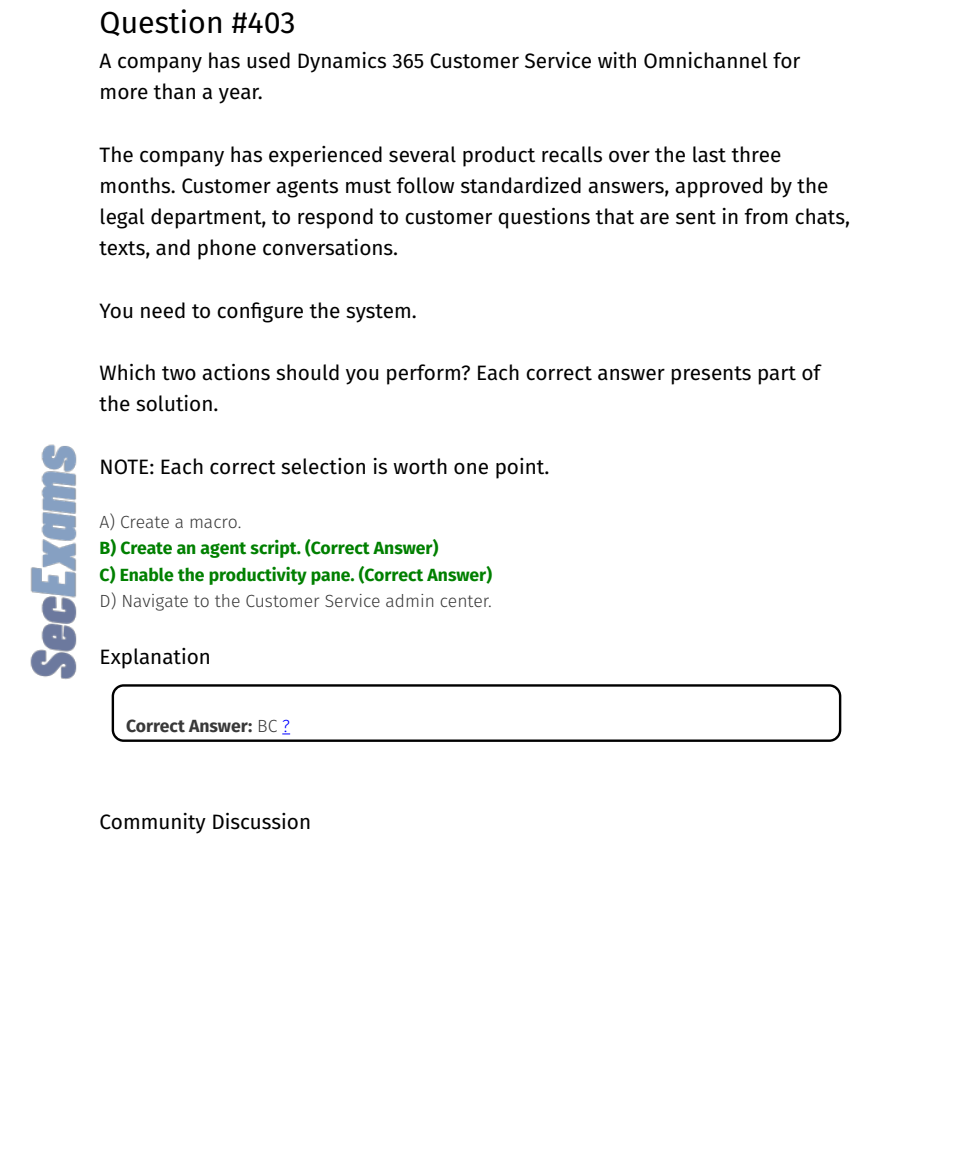 Question #403
A company has used Dynamics 365 Customer Service with Omnichannel for
more than a year.
The company has experienced several product recalls over the last three
months. Customer agents must follow standardized answers, approved by the
legal department, to respond to customer questions that are sent in from chats,
texts, and phone conversations.
You need to configure the system.
Which two actions should you perform? Each correct answer presents part of
the solution.
NOTE: Each correct selection is worth one point.
A) Create a macro.
B) Create an agent script. (Correct Answer)
C) Enable the productivity pane. (Correct Answer)
D) Navigate to the Customer Service admin center.
SecExams
Explanation
Correct Answer: BC ?
Community Discussion